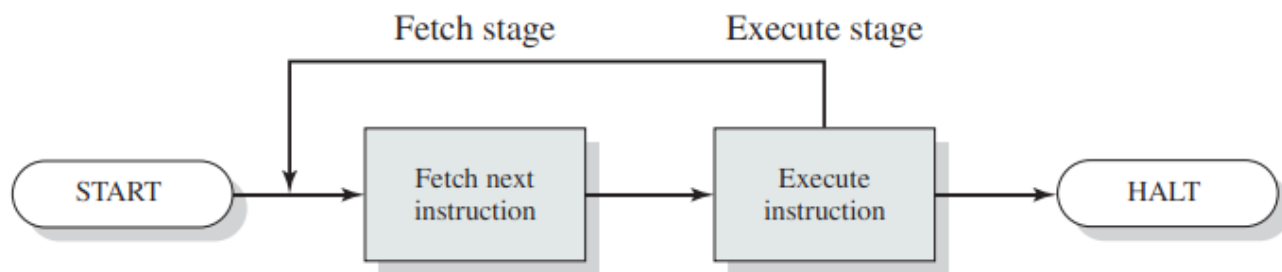 Fetch stage
Execute stage
START
Fetch next
instruction
Execute
instruction
HALT